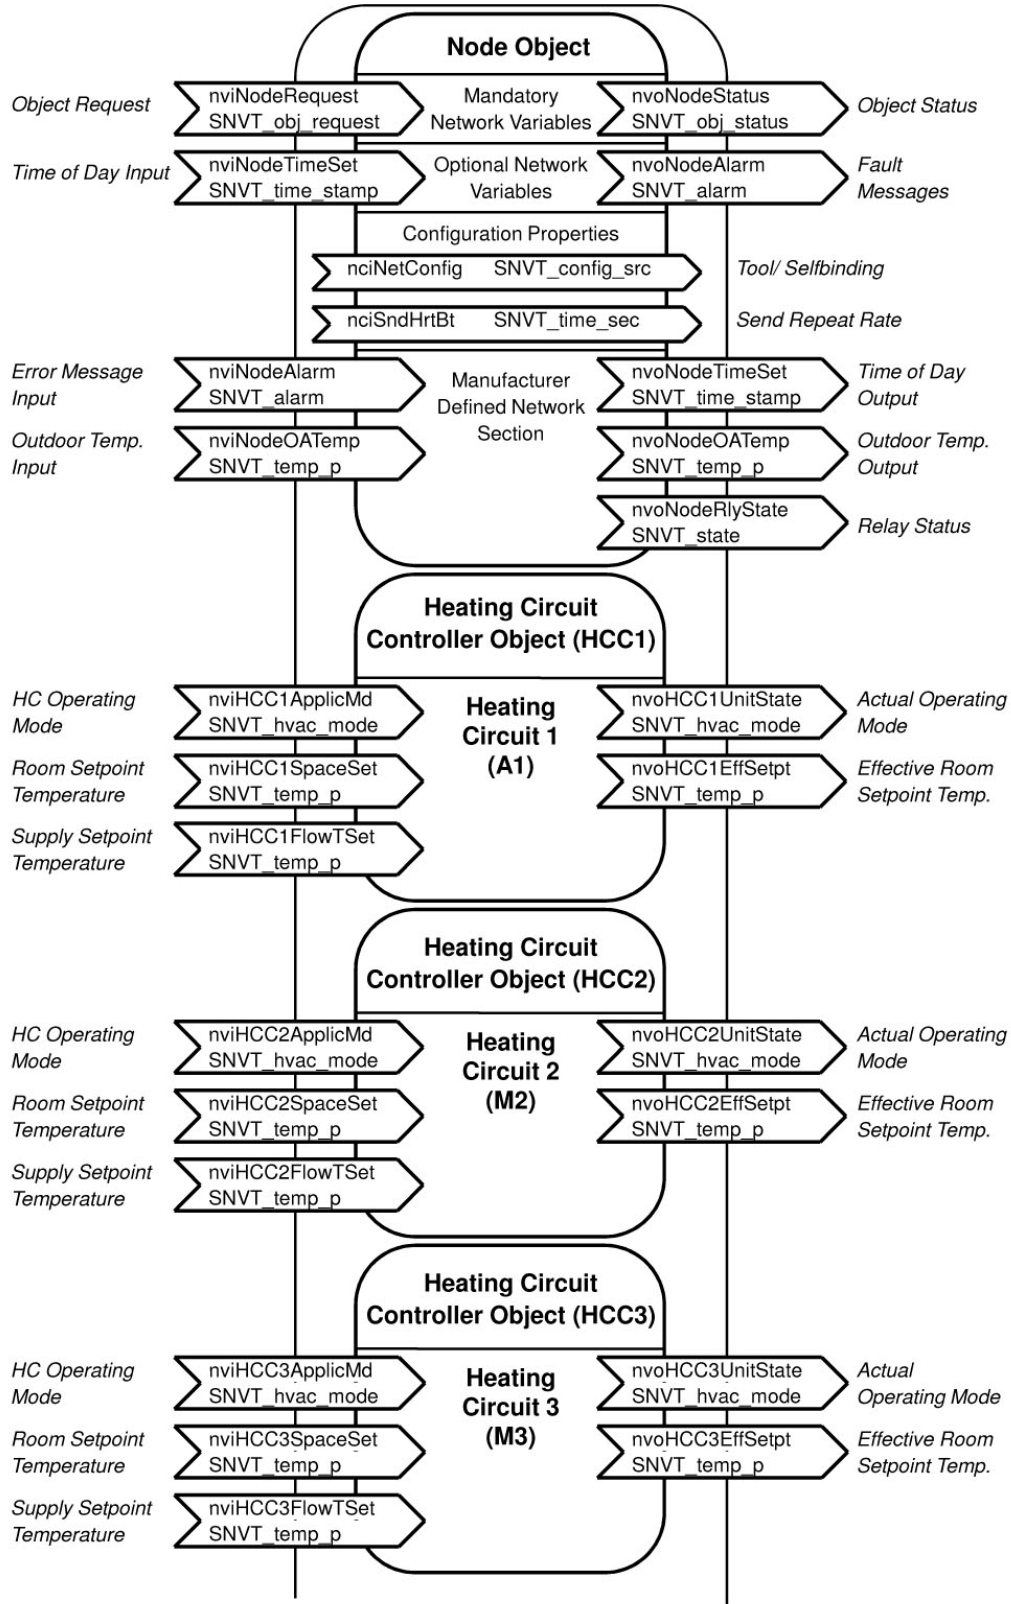 Node Object
Object Request
nviNodeRequest
SNVT_obj_request
Mandatory
Network Variables
nvoNodeStatus
SNVT_obj_status
Object Status
Time of Day Input
nviNodeTimeSet
SNVT_time_stamp
Optional Network
Variables
nvoNodeAlarm
SNVT_alarm
Fault
Messages
Configuration Properties
nciNetConfig SNVT_config_src
Tool/ Selfbinding
nciSndHrtBt SNVT_time_sec
Send Repeat Rate
Error Message
Input
nviNodeAlarm
SNVT_alarm
Manufacturer
Defined Network
Section
nvoNodeTimeSet
SNVT_time_stamp
Time of Day
Output
Outdoor Temp.
Input
nviNodeOATemp
SNVT_temp_p
nvoNodeOATemp
SNVT_temp_p
Outdoor Temp.
Output
nvoNodeRlyState
SNVT_state
Relay Status
Heating Circuit
Controller Object (HCC1)
HC Operating
Mode
nviHCC1ApplicMd
SNVT_hvac_mode
Heating
Circuit 1
(A1)
nvoHCC1UnitState
SNVT_hvac_mode
Actual Operating
Mode
Room Setpoint
Temperature
nviHCC1SpaceSet
SNVT_temp_p
nvoHCC1EffSetpt
SNVT_temp_p
Effective Room
Setpoint Temp.
Supply Setpoint
Temperature
nviHCC1FlowTSet
SNVT_temp_p
Heating Circuit
Controller Object (HCC2)
HC Operating
Mode
nviHCC2ApplicMd
SNVT_hvac_mode
Heating
Circuit 2
(M2)
nvoHCC2UnitState
SNVT_hvac_mode
Actual Operating
Mode
Room Setpoint
Temperature
nviHCC2SpaceSet
SNVT_temp_p
nvoHCC2EffSetpt
SNVT_temp_p
Effective Room
Setpoint Temp.
Supply Setpoint
Temperature
nviHCC2FlowTSet
SNVT_temp_p
Heating Circuit
Controller Object (HCC3)
HC Operating
Mode
nviHCC3ApplicMd
SNVT_hvac_mode
Heating
Circuit 3
(M3)
nvoHCC3UnitState
SNVT_hvac_mode
Actual
Operating Mode
Room Setpoint
Temperature
nviHCC3SpaceSet
SNVT_temp_p
nvoHCC3EffSetpt
SNVT_temp_p
Effective Room
Setpoint Temp.
Supply Setpoint
Temperature
nviHCC3FlowTSet
SNVT_temp_p